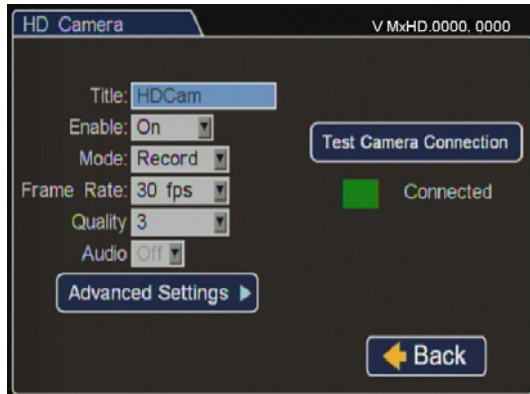 HD Camera
V MxHD.0000. 0000
Title: HDCam
Enable: On
Mode: Record
Frame Rate: 30 fps
Quality 3
Audio Off
Advanced Settings
Test Camera Connection
Connected
Back